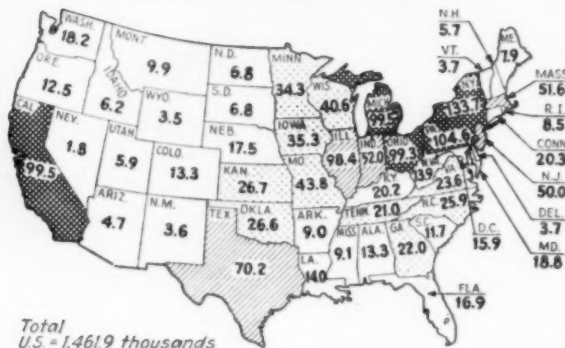 WASH.
18.2
ORE.
12.5
CAL.
99.5
IDAHO
6.2
NEV.
1.8
MONT.
9.9
WYO.
3.5
UTAH
5.9
COLO.
13.3
ARIZ.
4.7
N.M.
3.6
N.D.
6.8
S.D.
6.8
NEB.
17.5
KAN.
26.7
OKLA.
26.6
TEX.
70.2
MINN.
34.3
IOWA
35.3
MO.
43.8
ARK.
9.0
LA.
14.0
WIS.
40.6
ILL.
98.4
MICH.
IND.
52.0
OHIO
99.3
KY.
20.2
TENN.
21.0
MISS.
9.1
ALA.
13.3
GA.
22.0
S.C.
11.7
N.C.
25.9
VA.
23.6
W.VA.
13.9
PA.
104.6
N.Y.
133.7
N.H.
5.7
VT.
3.7
ME.
7.9
MASS.
51.6
R.I.
8.5
CONN.
20.3
N.J.
50.0
DEL.
3.7
MD.
18.8
D.C.
15.9
FLA.
16.9
Total
U.S. = 1,461.9 thousands